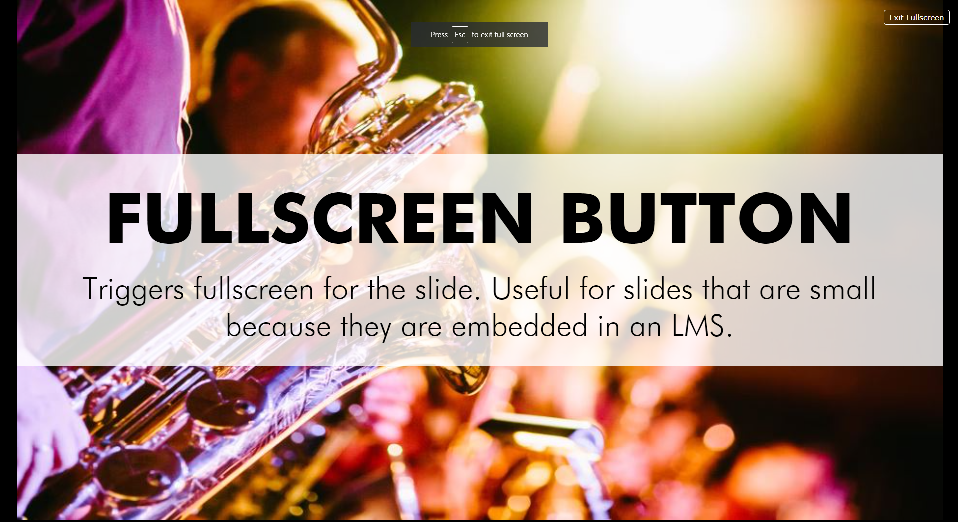 Exit Fullscreen
Press Esc to exit full screen
FULLSCREEN BUTTON
Triggers fullscreen for the slide. Useful for slides that are small
because they are embedded in an LMS.